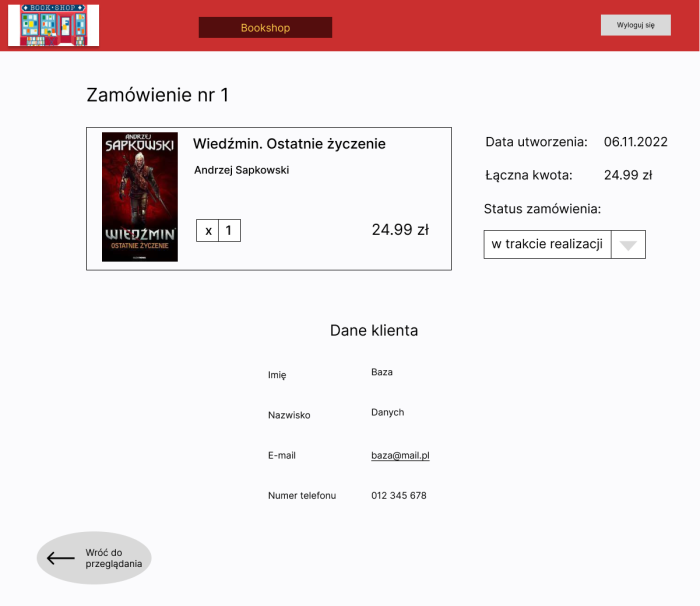 BOOK•SHOP
Bookshop
Wyloguj się
Zamówienie nr 1
ANDRZEJ
SAPKOWSKI
WIEDŹMIN
OSTATNIE ŻYCZENIE
Wiedźmin. Ostatnie życzenie
Andrzej Sapkowski
x 1
24.99 zł
Data utworzenia: 06.11.2022
Łączna kwota: 24.99 zł
Status zamówienia:
w trakcie realizacji
Dane klienta
Imię Baza
Nazwisko Danych
E-mail baza@mail.pl
Numer telefonu 012 345 678
Wróć do
przeglądania